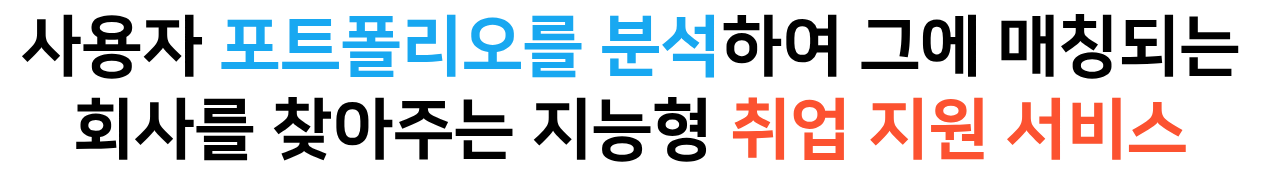 사용자 포트폴리오를 분석하여 그에 매칭되는
회사를 찾아주는 지능형 취업 지원 서비스